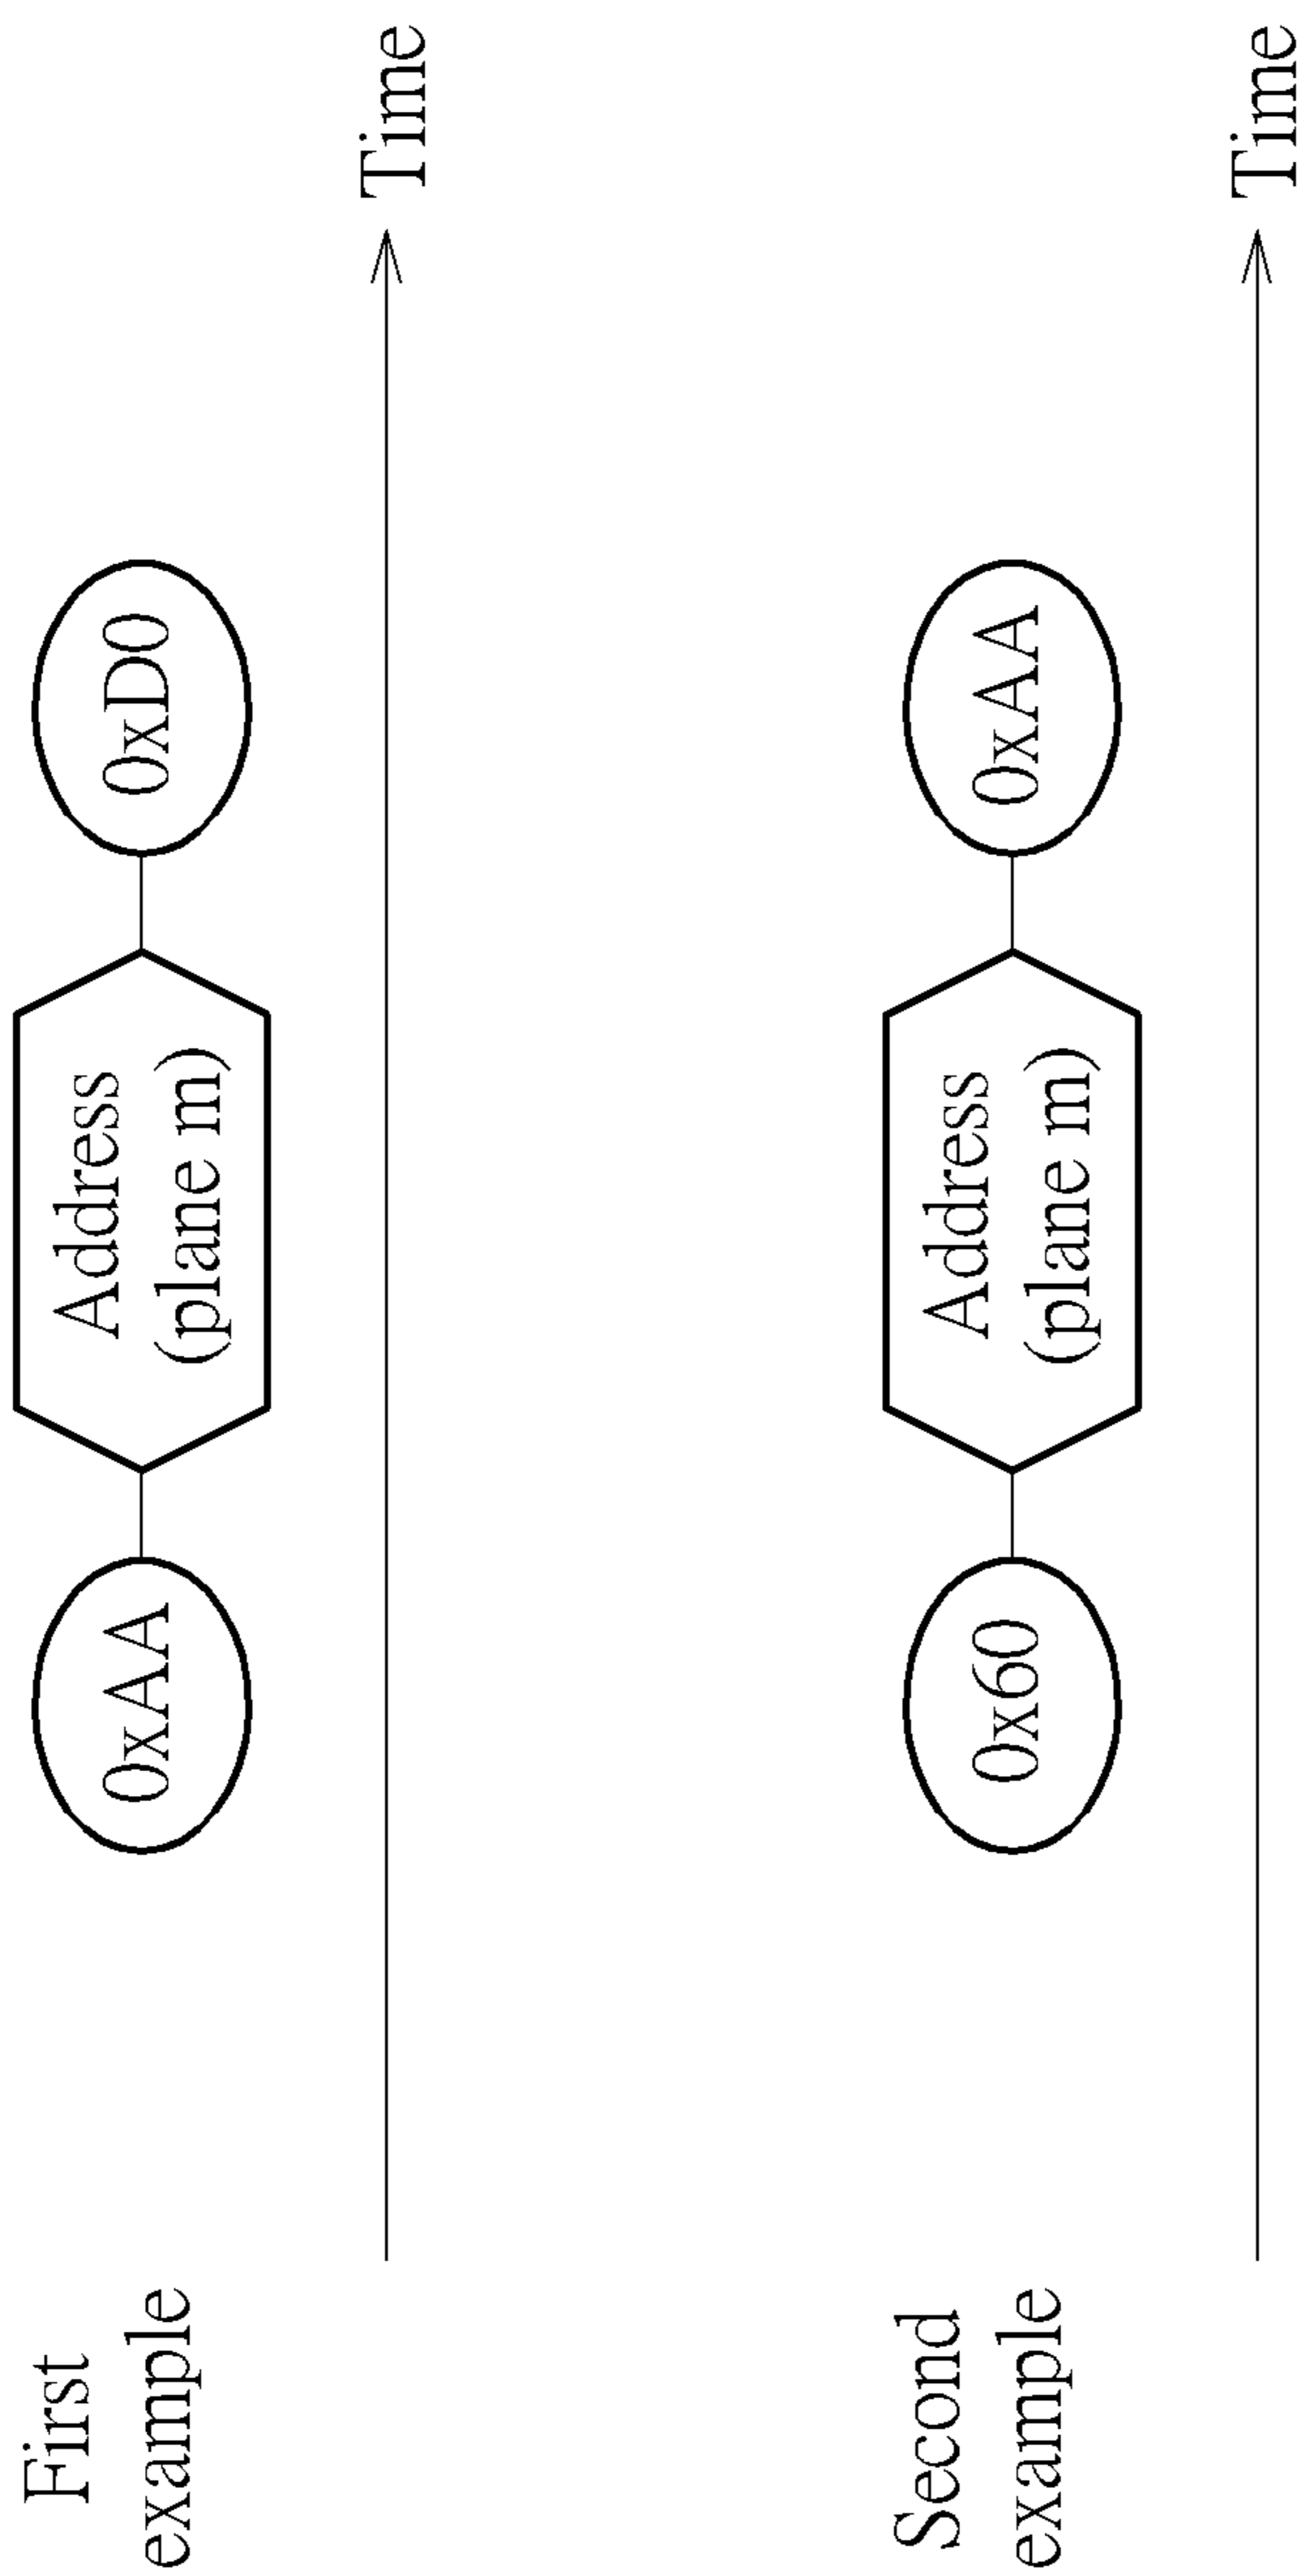 First
example
0xAA
Address
(plane m)
0xD0
Time
Second
example
0x60
Address
(plane m)
0xAA
Time